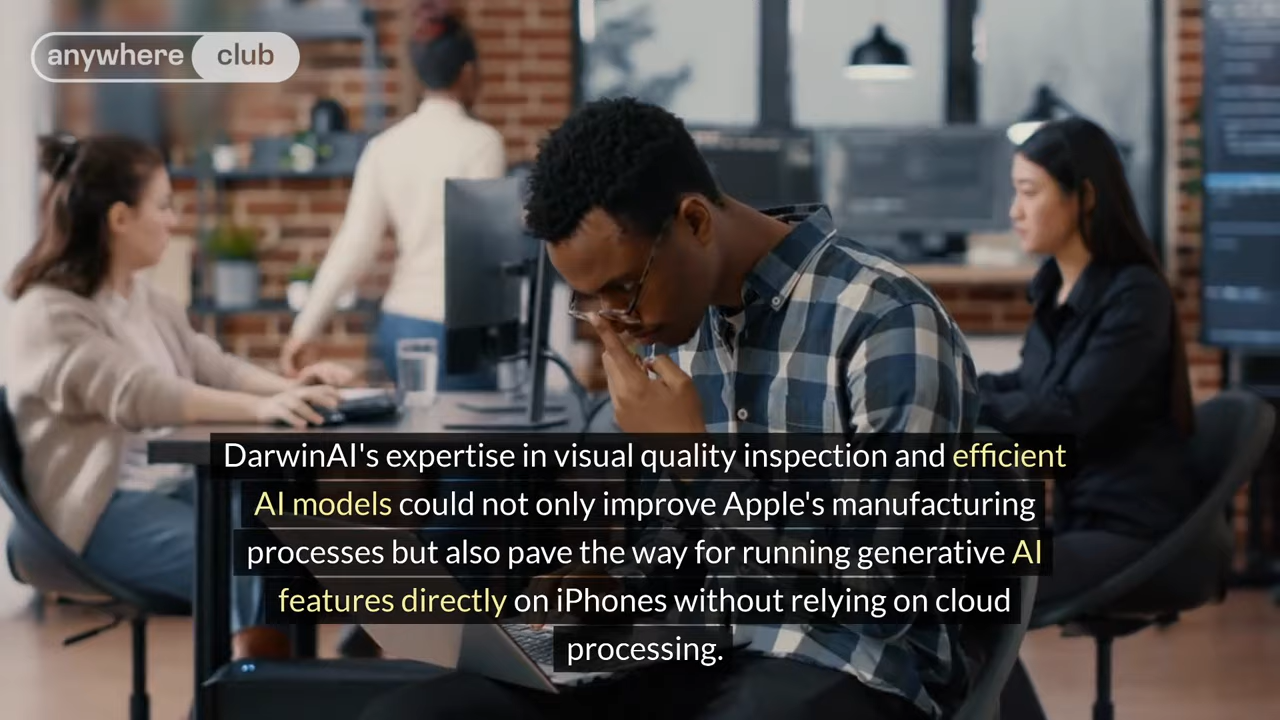 anywhere club
DarwinAI's expertise in visual quality inspection and efficient
AI models could not only improve Apple's manufacturing
processes but also pave the way for running generative AI
features directly on iPhones without relying on cloud
processing.